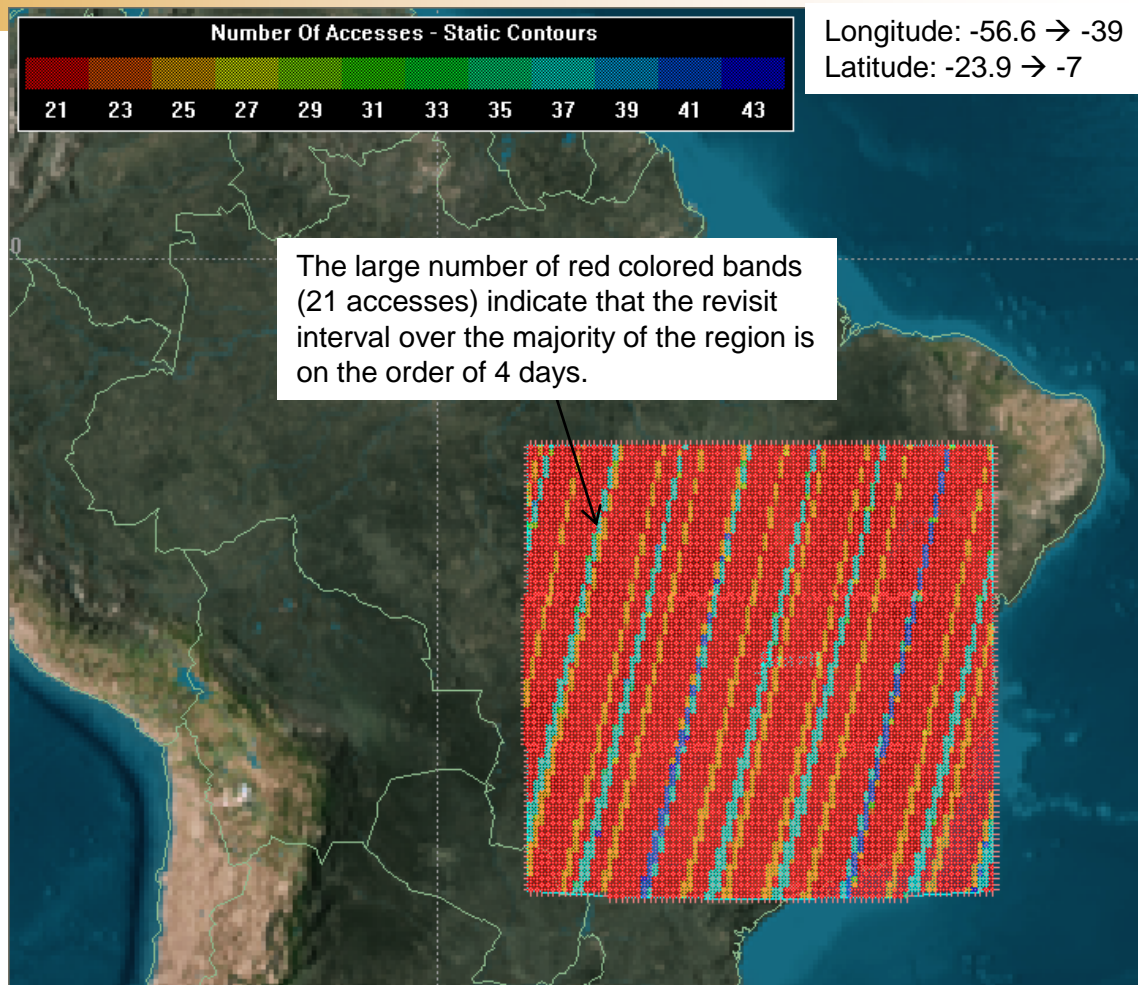 Number Of Accesses - Static Contours
21 23 25 27 29 31 33 35 37 39 41 43
Longitude: -56.6 → -39
Latitude: -23.9 → -7
0
The large number of red colored bands
(21 accesses) indicate that the revisit
interval over the majority of the region is
on the order of 4 days.